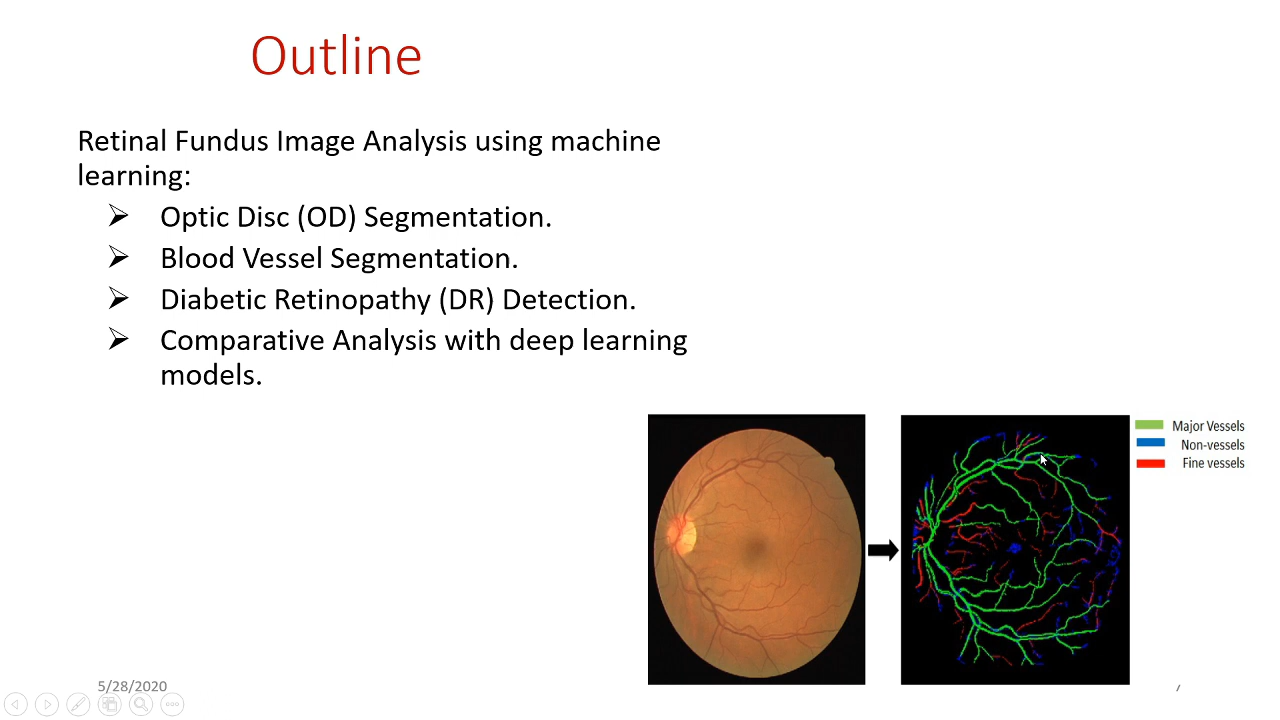 Outline
Retinal Fundus Image Analysis using machine
learning:
Optic Disc (OD) Segmentation.
Blood Vessel Segmentation.
Diabetic Retinopathy (DR) Detection.
Comparative Analysis with deep learning
models.
Major Vessels
Non-vessels
Fine vessels
5/28/2020
7